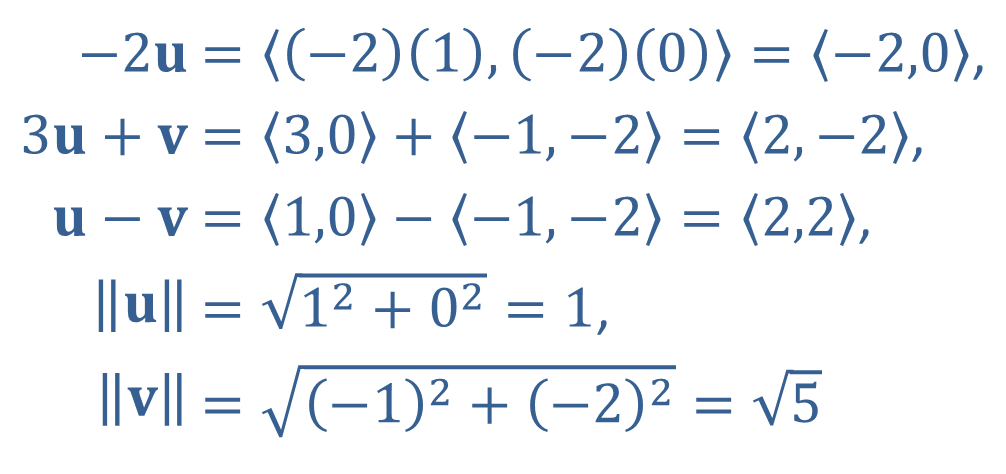 −2𝐮 = ⟨(−2)(1), (−2)(0)⟩ = ⟨−2,0⟩,
3𝐮 + 𝐯 = ⟨3,0⟩ + ⟨−1, −2⟩ = ⟨2, −2⟩,
𝐮 − 𝐯 = ⟨1,0⟩ − ⟨−1, −2⟩ = ⟨2,2⟩,
‖𝐮‖ = √(1² + 0²) = 1,
‖𝐯‖ = √((−1)² + (−2)²) = √5